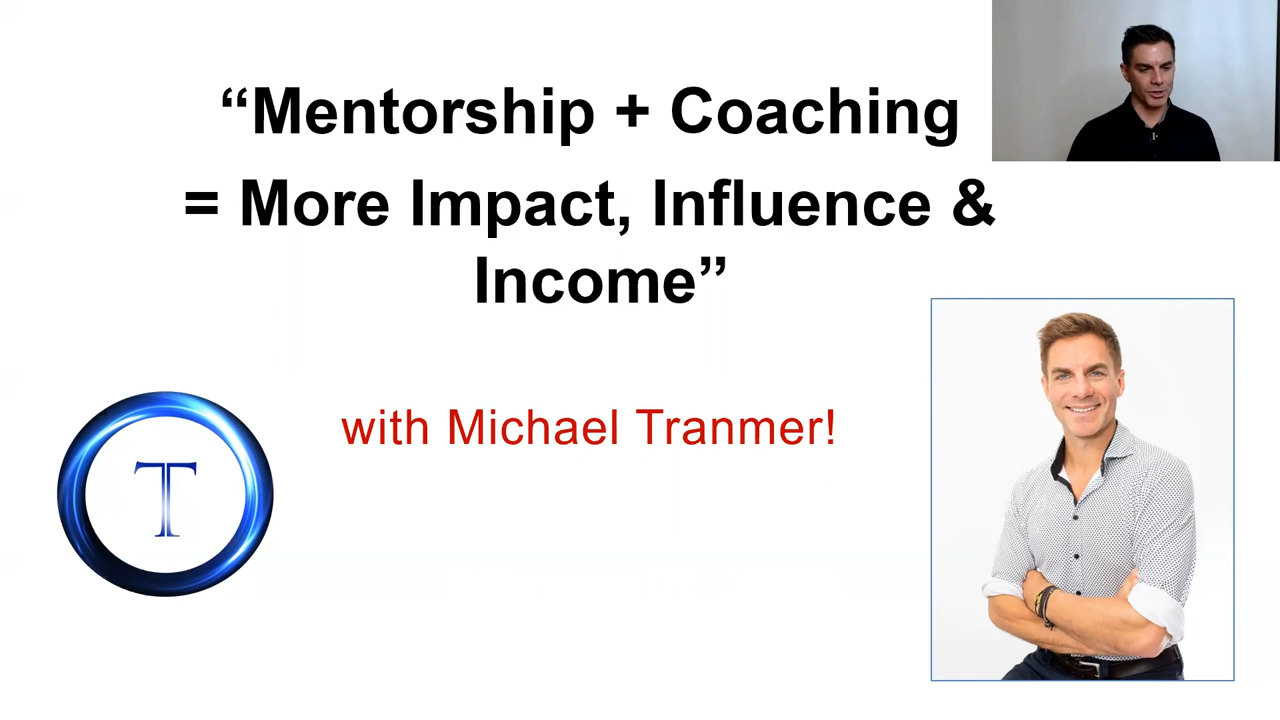 “Mentorship + Coaching
= More Impact, Influence &
Income”
with Michael Tranmer!
T